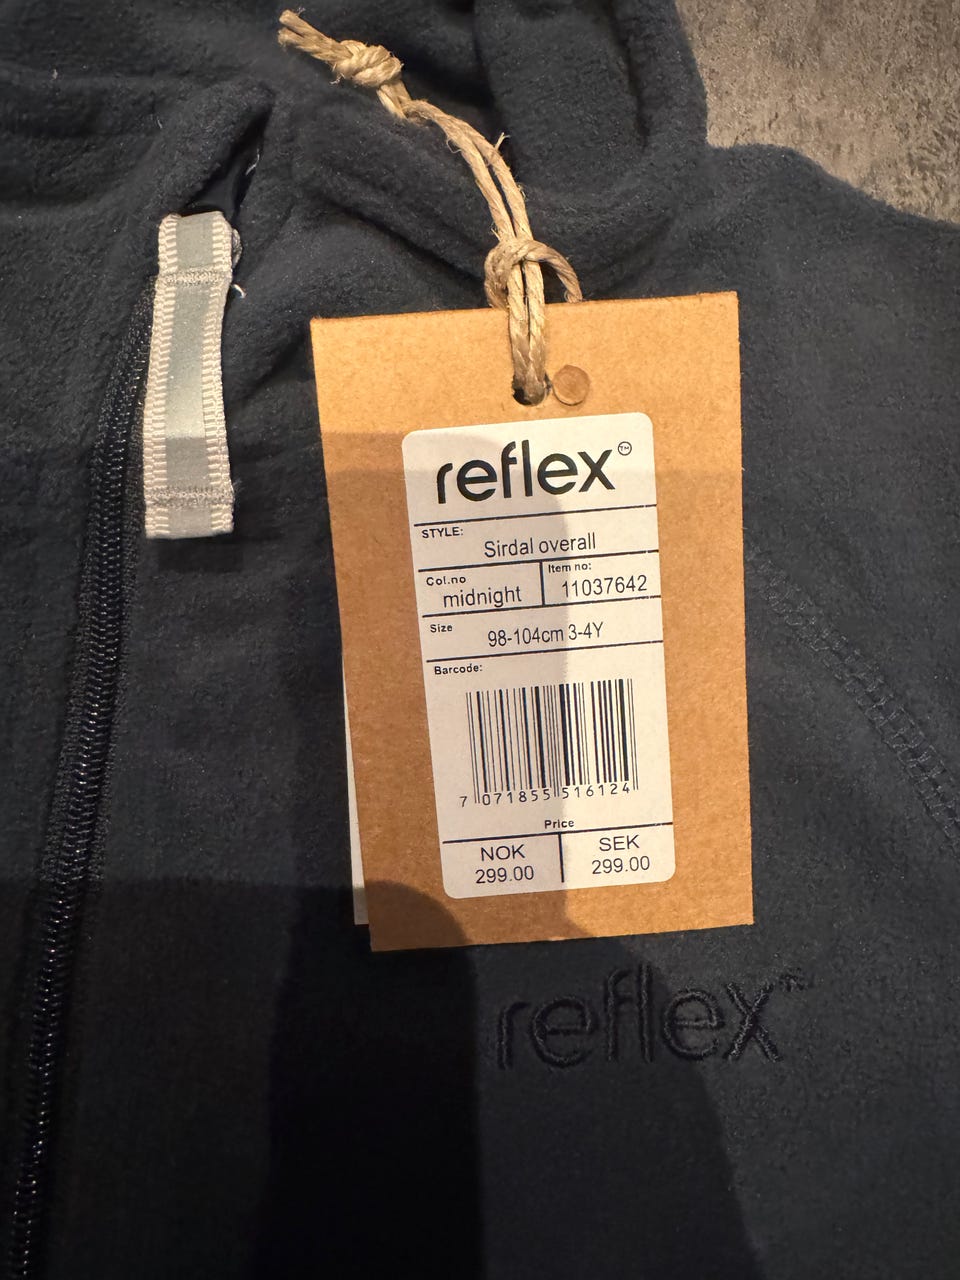 reflex™
STYLE:
Sirdal overall
Col.no
midnight
Item no:
11037642
Size
98-104cm 3-4Y
Barcode:
7 071855 516124
Price
NOK
299.00
SEK
299.00
reflex™